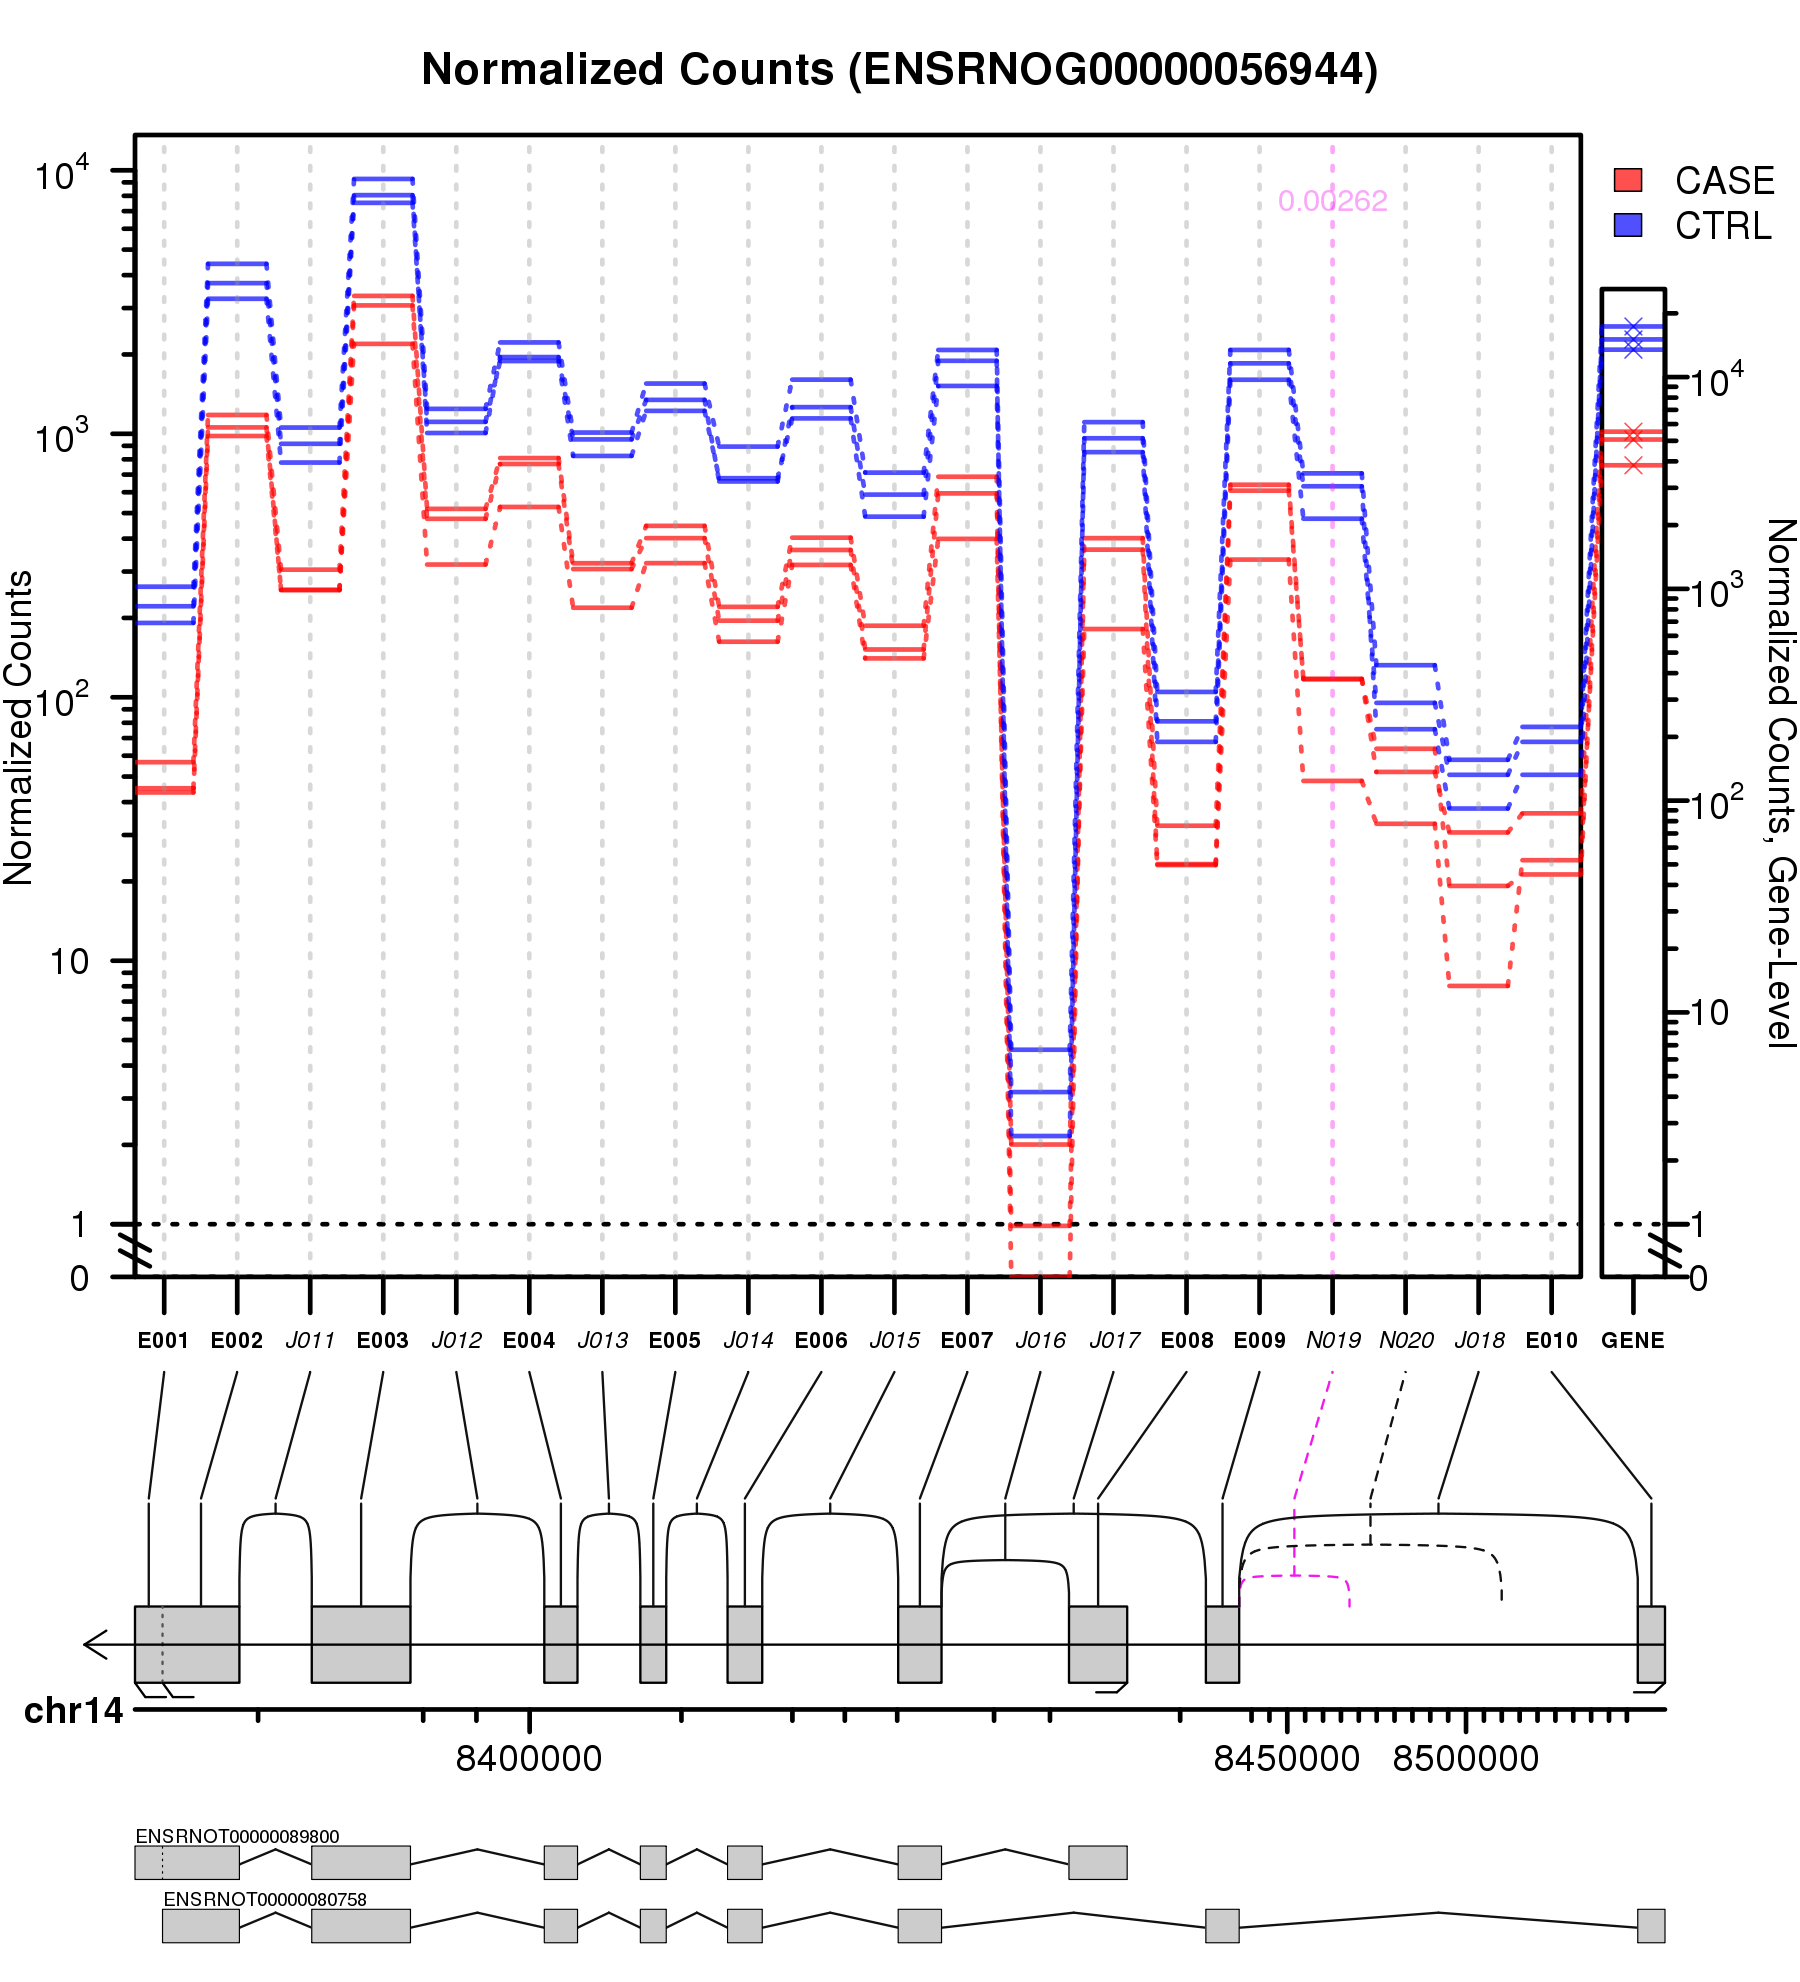 Normalized Counts (ENSRNOG00000056944)
CASE
CTRL
0.00262
Normalized Counts
10^4
10^3
10^2
10
1
0
Normalized Counts, Gene-Level
10^4
10^3
10^2
10
1
0
E001 E002 J011 E003 J012 E004 J013 E005 J014 E006 J015 E007 J016 J017 E008 E009 N019 N020 J018 E010 GENE
chr14
8400000 8450000 8500000
ENSRNOT00000089800
ENSRNOT00000080758